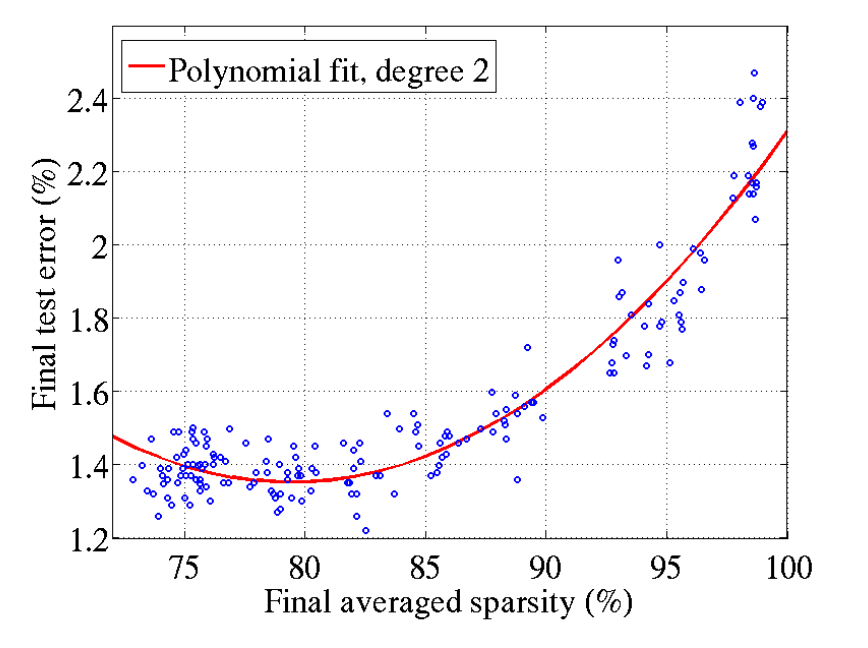 Polynomial fit, degree 2
Final test error (%)
2.4
2.2
2
1.8
1.6
1.4
1.2
75 80 85 90 95 100
Final averaged sparsity (%)